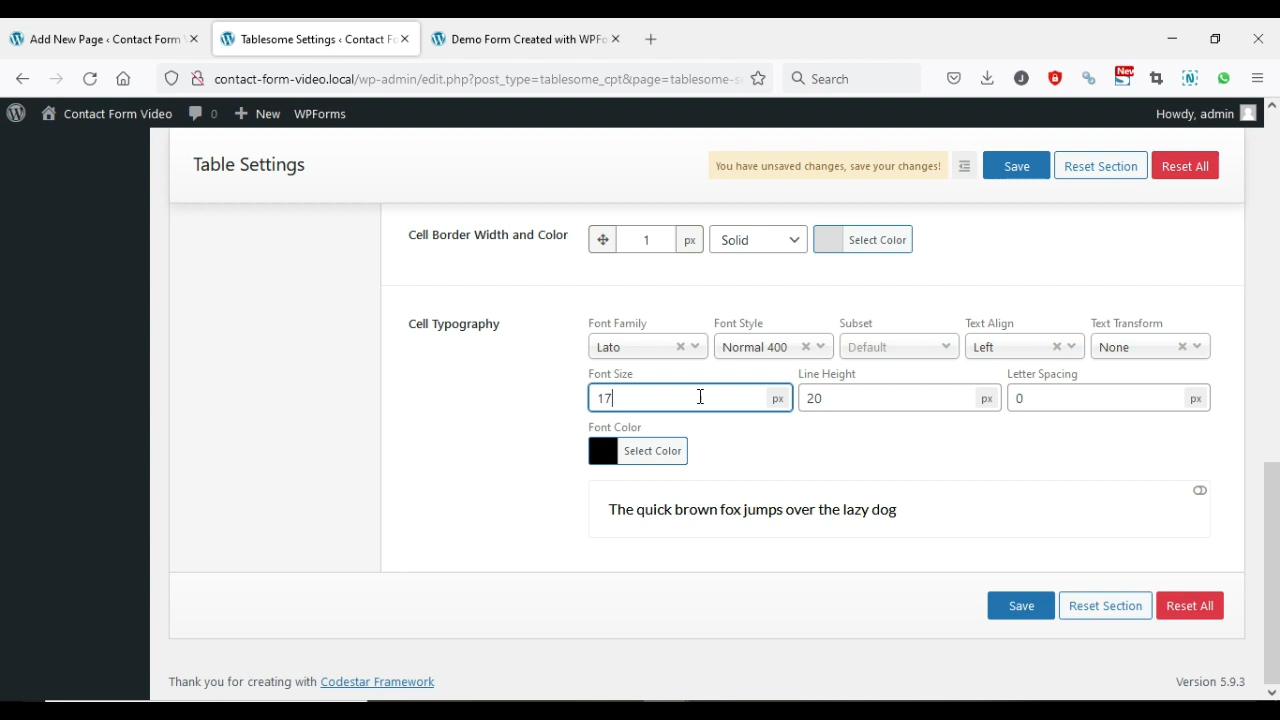 Add New Page ‹ Contact Form
Tablesome Settings ‹ Contact Fo
Demo Form Created with WPFo
contact-form-video.local/wp-admin/edit.php?post_type=tablesome_cpt&page=tablesome-s
Search
New
Contact Form Video
0
New
WPForms
Howdy, admin
Table Settings
You have unsaved changes, save your changes!
Save
Reset Section
Reset All
Cell Border Width and Color
1
px
Solid
Select Color
Cell Typography
Font Family
Font Style
Subset
Text Align
Text Transform
Lato
Normal 400
Default
Left
None
Font Size
Line Height
Letter Spacing
17
px
20
px
0
px
Font Color
Select Color
The quick brown fox jumps over the lazy dog
Save
Reset Section
Reset All
Thank you for creating with Codestar Framework
Version 5.9.3